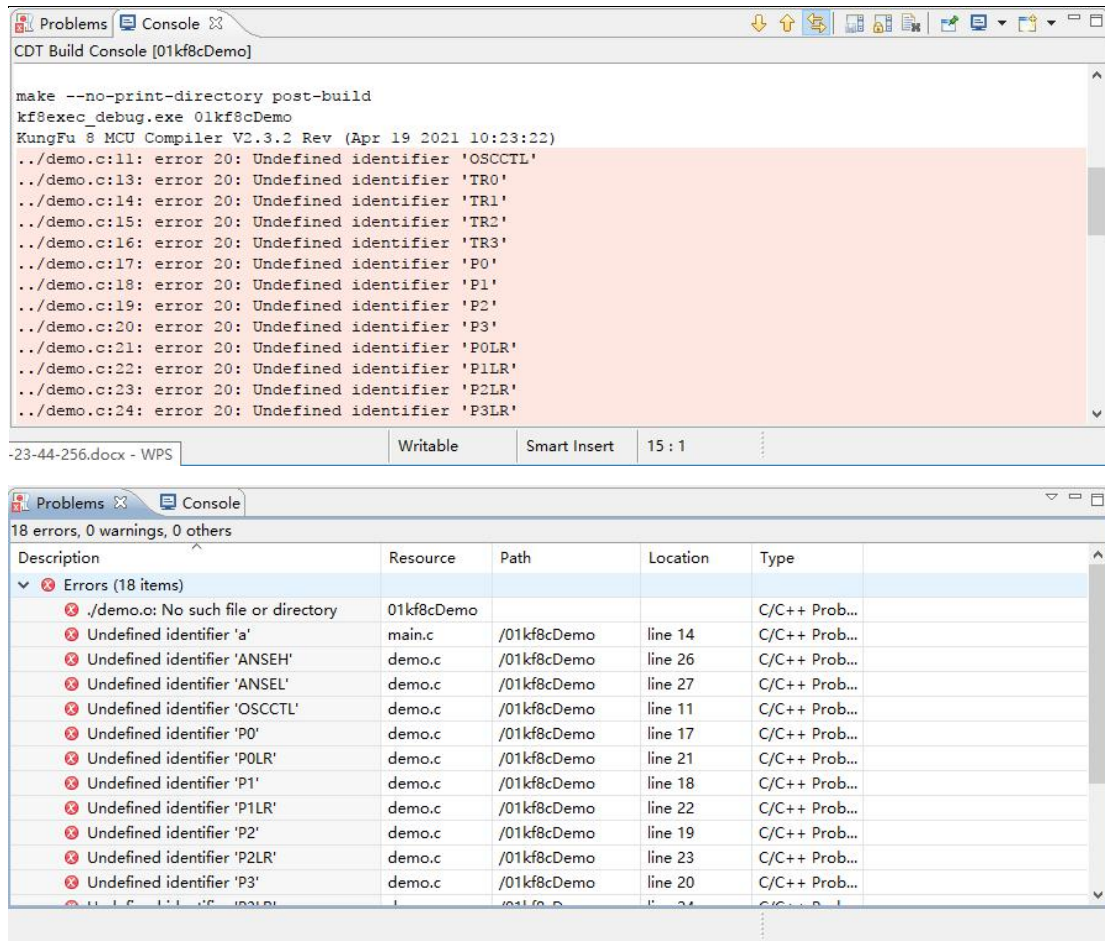 Problems Console
CDT Build Console [01kf8cDemo]
make --no-print-directory post-build
kf8exec_debug.exe 01kf8cDemo
KungFu 8 MCU Compiler V2.3.2 Rev (Apr 19 2021 10:23:22)
../demo.c:11: error 20: Undefined identifier 'OSCCTL'
../demo.c:13: error 20: Undefined identifier 'TR0'
../demo.c:14: error 20: Undefined identifier 'TR1'
../demo.c:15: error 20: Undefined identifier 'TR2'
../demo.c:16: error 20: Undefined identifier 'TR3'
../demo.c:17: error 20: Undefined identifier 'P0'
../demo.c:18: error 20: Undefined identifier 'P1'
../demo.c:19: error 20: Undefined identifier 'P2'
../demo.c:20: error 20: Undefined identifier 'P3'
../demo.c:21: error 20: Undefined identifier 'P0LR'
../demo.c:22: error 20: Undefined identifier 'P1LR'
../demo.c:23: error 20: Undefined identifier 'P2LR'
../demo.c:24: error 20: Undefined identifier 'P3LR'
-23-44-256.docx - WPS Writable Smart Insert 15 : 1
Problems Console
18 errors, 0 warnings, 0 others
Description Resource Path Location Type
Errors (18 items)
./demo.o: No such file or directory 01kf8cDemo C/C++ Prob...
Undefined identifier 'a' main.c /01kf8cDemo line 14 C/C++ Prob...
Undefined identifier 'ANSEH' demo.c /01kf8cDemo line 26 C/C++ Prob...
Undefined identifier 'ANSEL' demo.c /01kf8cDemo line 27 C/C++ Prob...
Undefined identifier 'OSCCTL' demo.c /01kf8cDemo line 11 C/C++ Prob...
Undefined identifier 'P0' demo.c /01kf8cDemo line 17 C/C++ Prob...
Undefined identifier 'P0LR' demo.c /01kf8cDemo line 21 C/C++ Prob...
Undefined identifier 'P1' demo.c /01kf8cDemo line 18 C/C++ Prob...
Undefined identifier 'P1LR' demo.c /01kf8cDemo line 22 C/C++ Prob...
Undefined identifier 'P2' demo.c /01kf8cDemo line 19 C/C++ Prob...
Undefined identifier 'P2LR' demo.c /01kf8cDemo line 23 C/C++ Prob...
Undefined identifier 'P3' demo.c /01kf8cDemo line 20 C/C++ Prob...